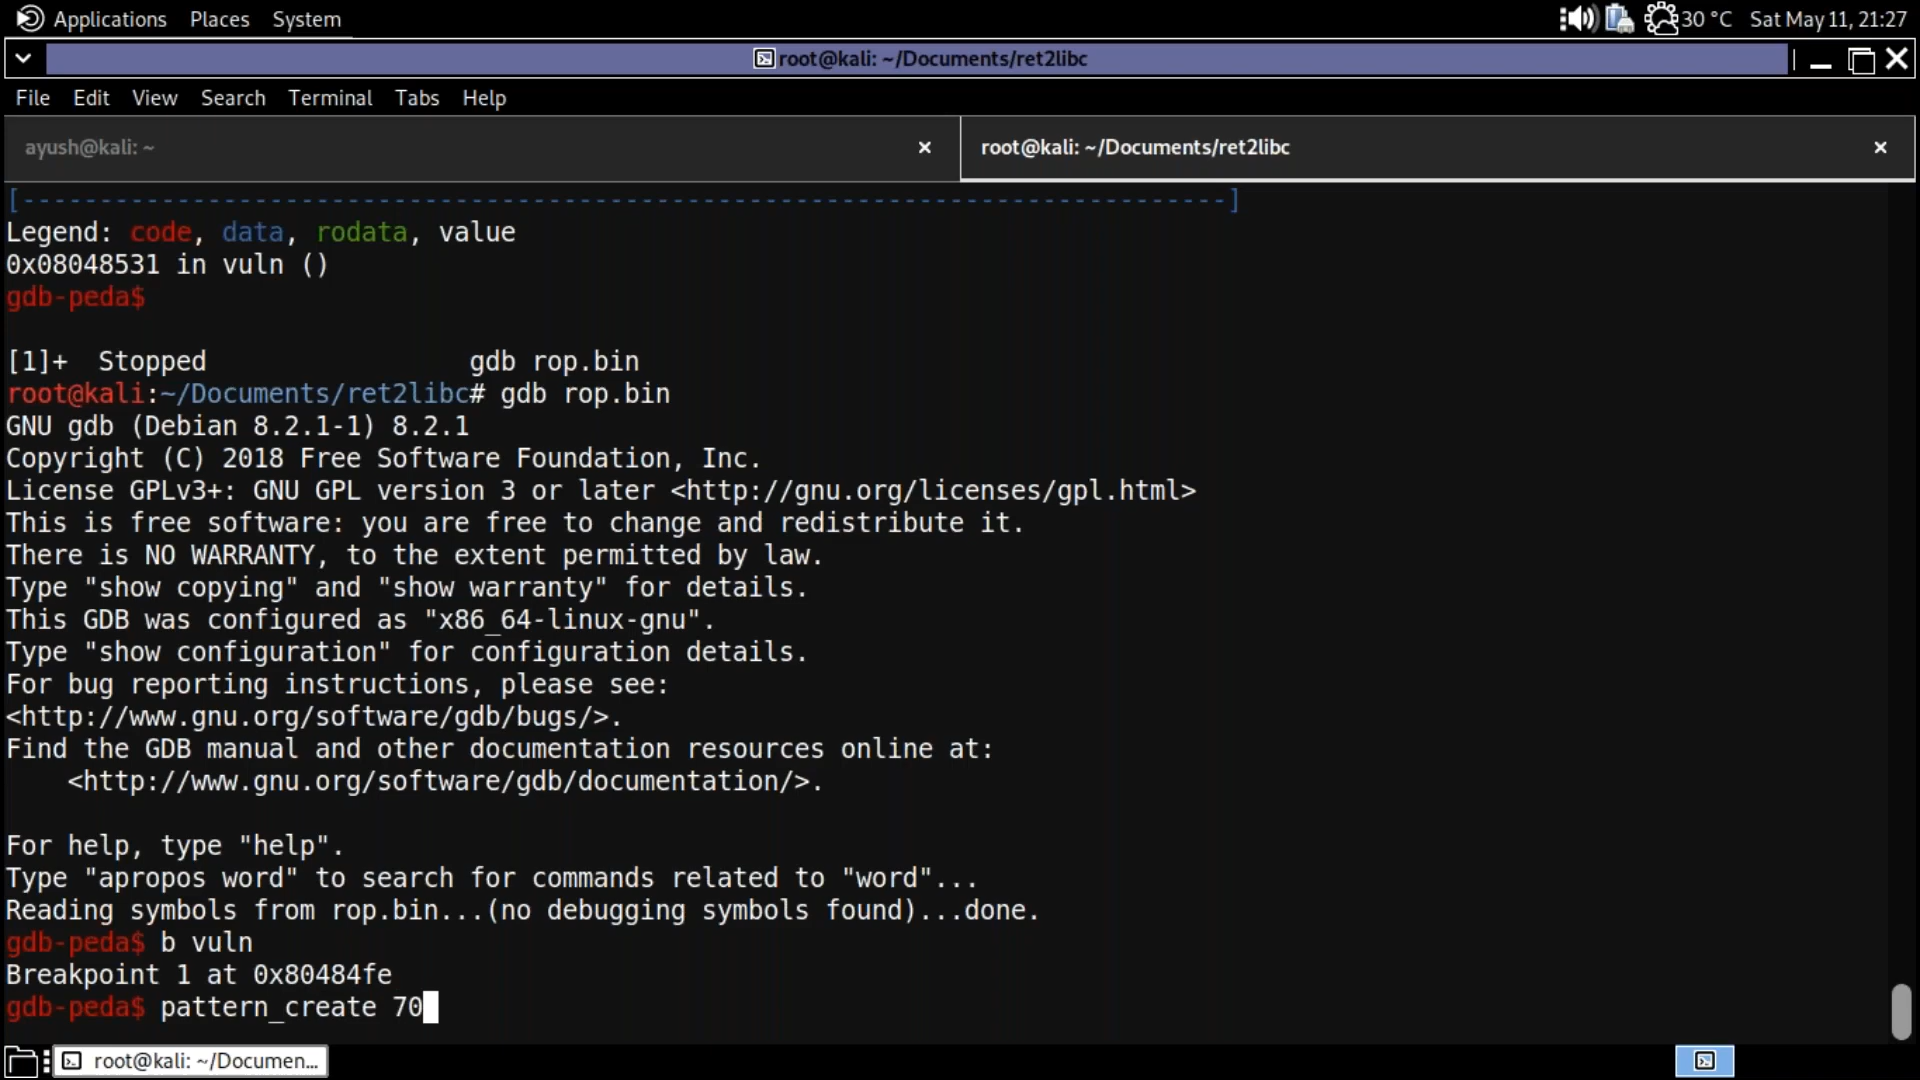 Applications Places System 30 °C Sat May 11, 21:27
root@kali: ~/Documents/ret2libc
File Edit View Search Terminal Tabs Help
ayush@kali: ~ × root@kali: ~/Documents/ret2libc ×
[------------------------------------------------------------------------------]
Legend: code, data, rodata, value
0x08048531 in vuln ()
gdb-peda$
[1]+  Stopped                 gdb rop.bin
root@kali:~/Documents/ret2libc# gdb rop.bin
GNU gdb (Debian 8.2.1-1) 8.2.1
Copyright (C) 2018 Free Software Foundation, Inc.
License GPLv3+: GNU GPL version 3 or later <http://gnu.org/licenses/gpl.html>
This is free software: you are free to change and redistribute it.
There is NO WARRANTY, to the extent permitted by law.
Type "show copying" and "show warranty" for details.
This GDB was configured as "x86_64-linux-gnu".
Type "show configuration" for configuration details.
For bug reporting instructions, please see:
<http://www.gnu.org/software/gdb/bugs/>.
Find the GDB manual and other documentation resources online at:
    <http://www.gnu.org/software/gdb/documentation/>.
For help, type "help".
Type "apropos word" to search for commands related to "word"...
Reading symbols from rop.bin...(no debugging symbols found)...done.
gdb-peda$ b vuln
Breakpoint 1 at 0x80484fe
gdb-peda$ pattern_create 70
root@kali: ~/Documen...